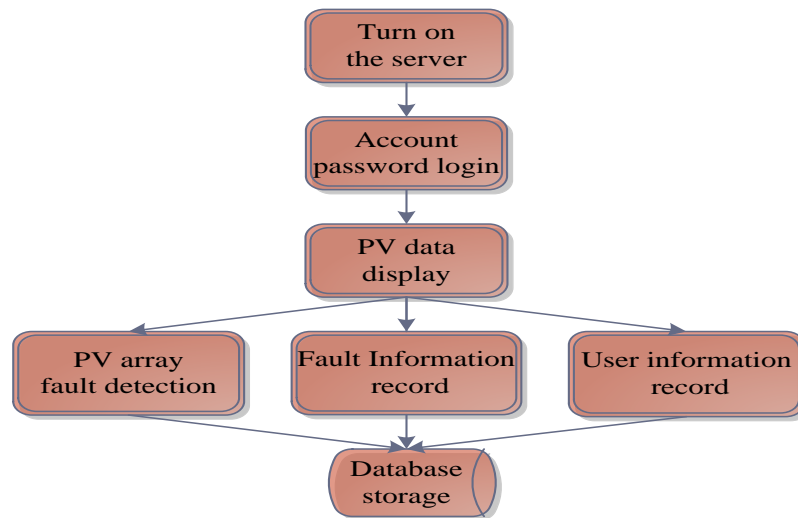 Turn on
the server
Account
password login
PV data
display
PV array
fault detection
Fault Information
record
User information
record
Database
storage